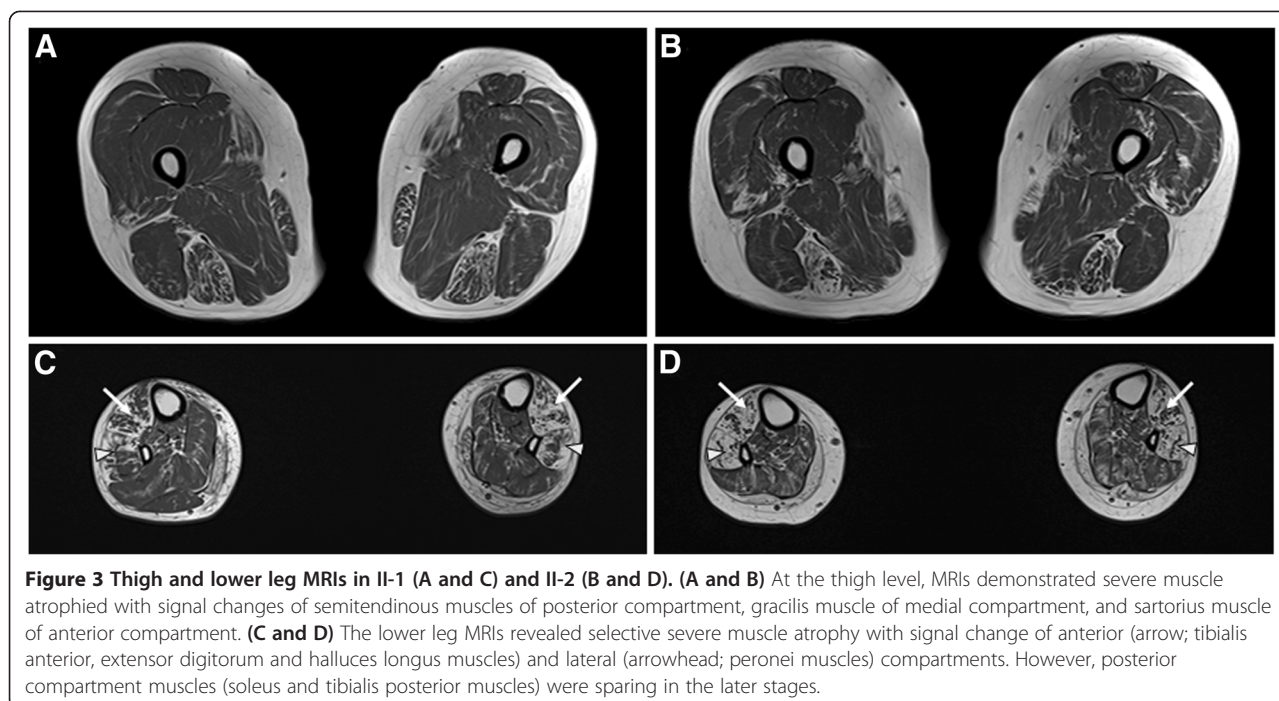 A
B
C
D
Figure 3 Thigh and lower leg MRIs in II-1 (A and C) and II-2 (B and D). (A and B) At the thigh level, MRIs demonstrated severe muscle
atrophied with signal changes of semitendinous muscles of posterior compartment, gracilis muscle of medial compartment, and sartorius muscle
of anterior compartment. (C and D) The lower leg MRIs revealed selective severe muscle atrophy with signal change of anterior (arrow; tibialis
anterior, extensor digitorum and halluces longus muscles) and lateral (arrowhead; peronei muscles) compartments. However, posterior
compartment muscles (soleus and tibialis posterior muscles) were sparing in the later stages.